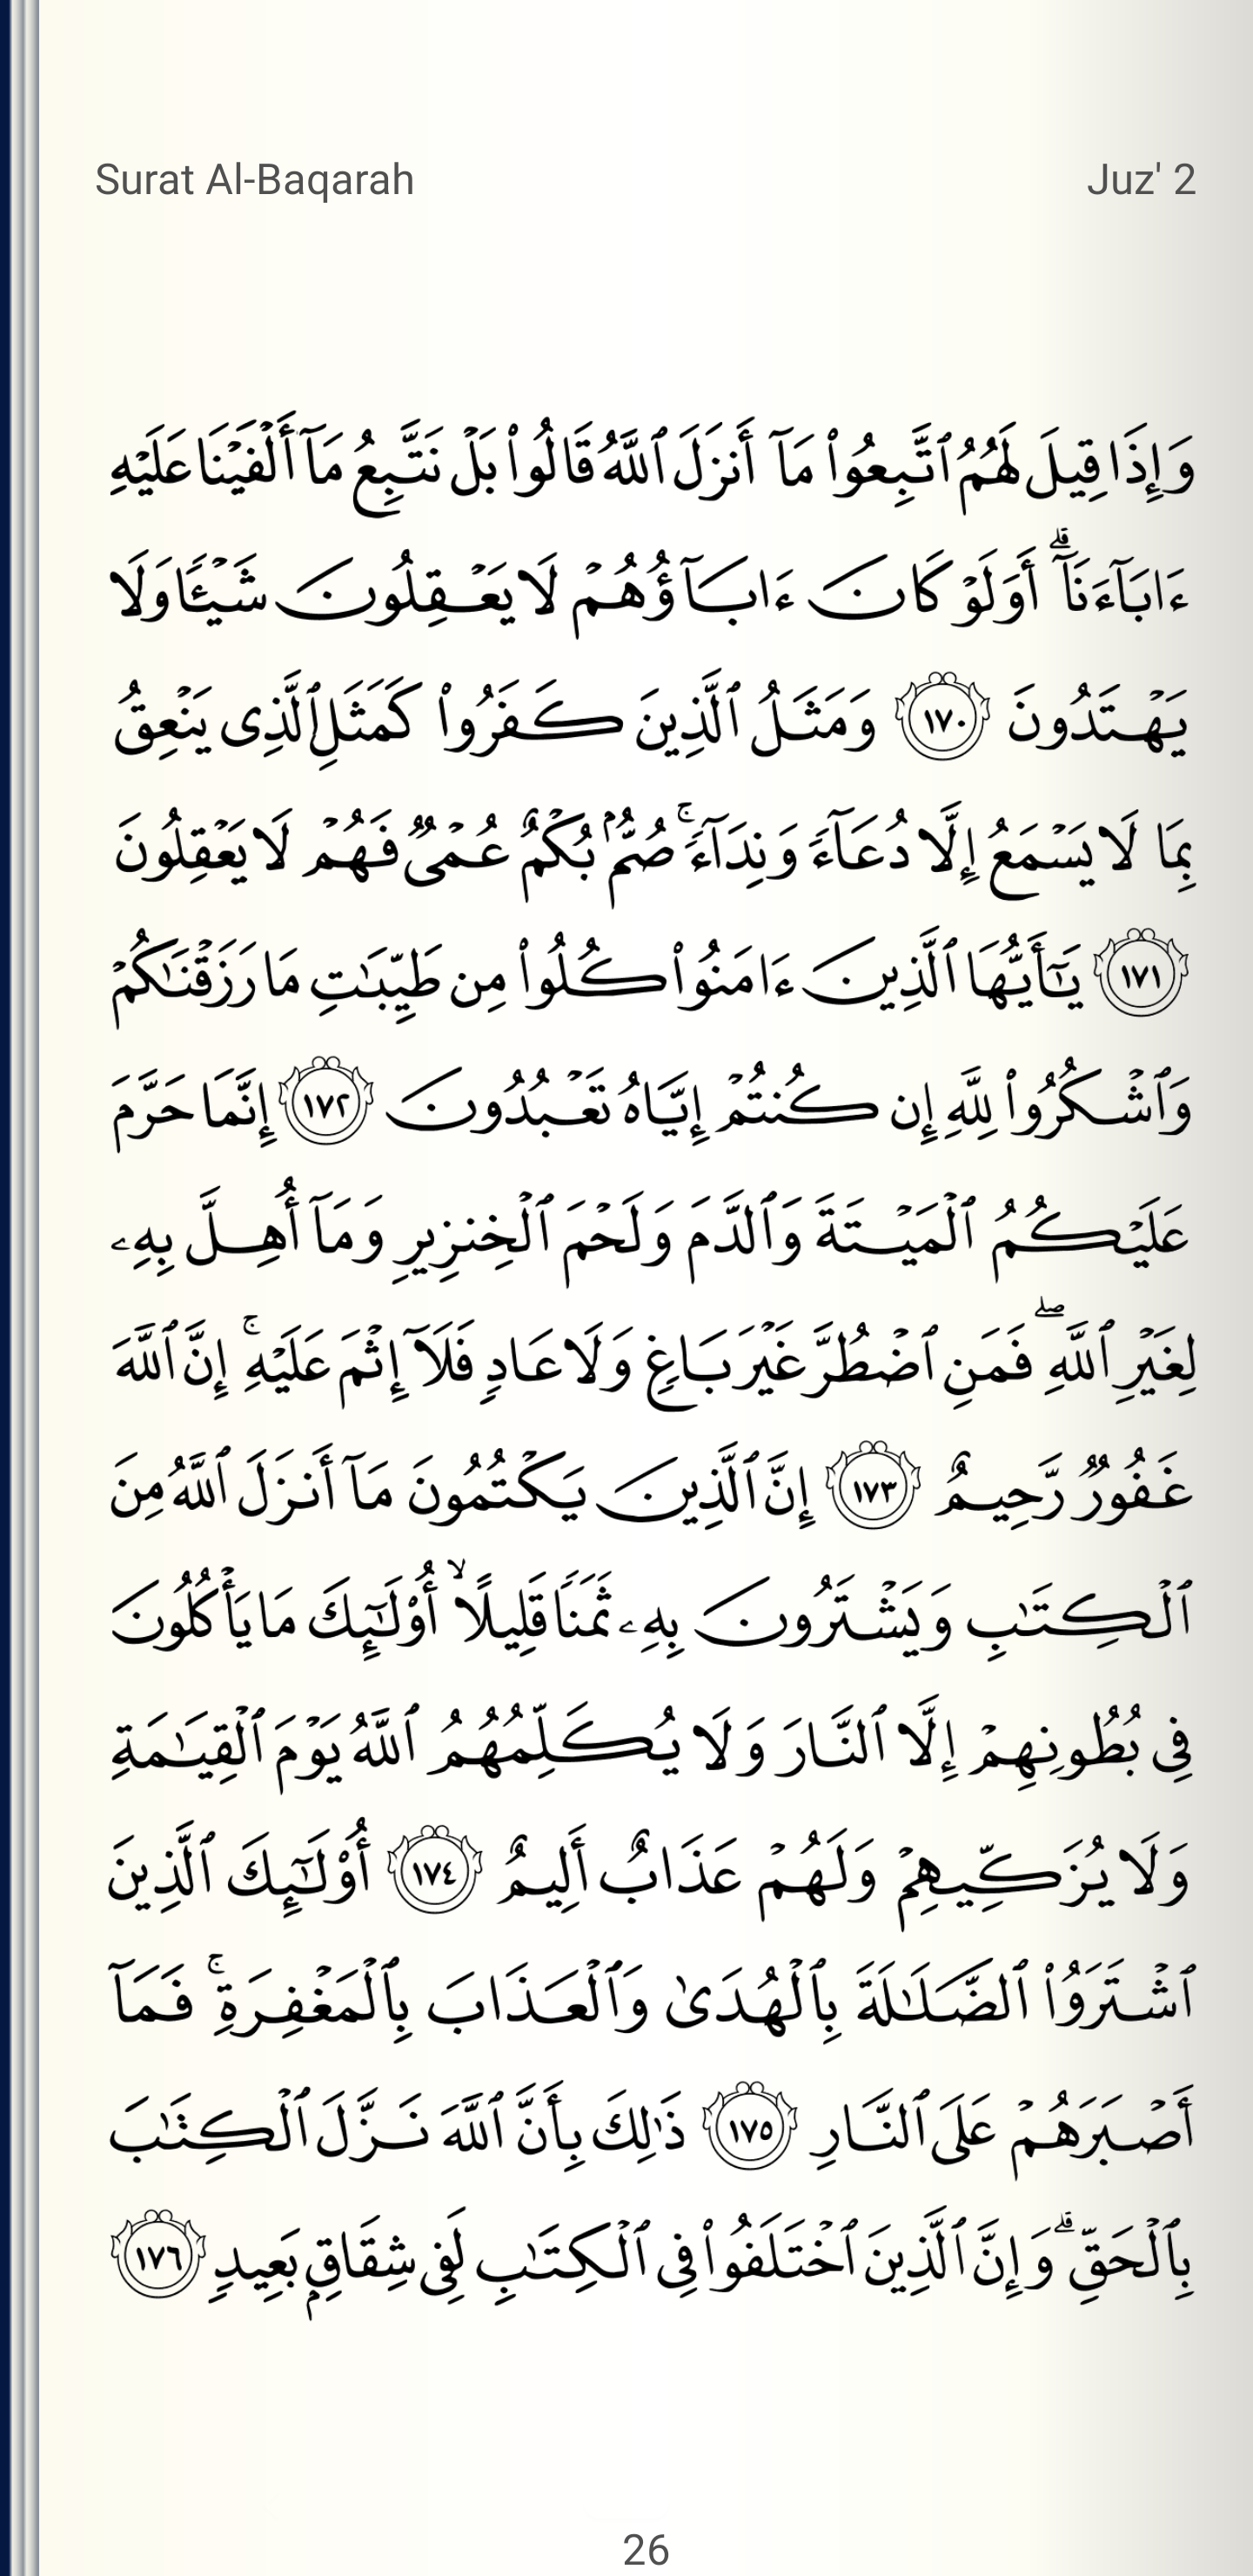 Surat Al-Baqarah
Juz' 2
وَإِذَا قِيلَ لَهُمُ ٱتَّبِعُوا۟ مَآ أَنزَلَ ٱللَّهُ قَالُوا۟ بَلْ نَتَّبِعُ مَآ أَلْفَيْنَا عَلَيْهِ
ءَابَآءَنَآ ۗ أَوَلَوْ كَانَ ءَابَآؤُهُمْ لَا يَعْقِلُونَ شَيْـًٔا وَلَا
يَهْتَدُونَ ١٧٠ وَمَثَلُ ٱلَّذِينَ كَفَرُوا۟ كَمَثَلِ ٱلَّذِى يَنْعِقُ
بِمَا لَا يَسْمَعُ إِلَّا دُعَآءً وَنِدَآءً ۚ صُمٌّۢ بُكْمٌ عُمْىٌ فَهُمْ لَا يَعْقِلُونَ
١٧١ يَـٰٓأَيُّهَا ٱلَّذِينَ ءَامَنُوا۟ كُلُوا۟ مِن طَيِّبَـٰتِ مَا رَزَقْنَـٰكُمْ
وَٱشْكُرُوا۟ لِلَّهِ إِن كُنتُمْ إِيَّاهُ تَعْبُدُونَ ١٧٢ إِنَّمَا حَرَّمَ
عَلَيْكُمُ ٱلْمَيْتَةَ وَٱلدَّمَ وَلَحْمَ ٱلْخِنزِيرِ وَمَآ أُهِلَّ بِهِۦ
لِغَيْرِ ٱللَّهِ ۖ فَمَنِ ٱضْطُرَّ غَيْرَ بَاغٍ وَلَا عَادٍ فَلَآ إِثْمَ عَلَيْهِ ۚ إِنَّ ٱللَّهَ
غَفُورٌ رَّحِيمٌ ١٧٣ إِنَّ ٱلَّذِينَ يَكْتُمُونَ مَآ أَنزَلَ ٱللَّهُ مِنَ
ٱلْكِتَـٰبِ وَيَشْتَرُونَ بِهِۦ ثَمَنًا قَلِيلًا ۙ أُو۟لَـٰٓئِكَ مَا يَأْكُلُونَ
فِى بُطُونِهِمْ إِلَّا ٱلنَّارَ وَلَا يُكَلِّمُهُمُ ٱللَّهُ يَوْمَ ٱلْقِيَـٰمَةِ
وَلَا يُزَكِّيهِمْ وَلَهُمْ عَذَابٌ أَلِيمٌ ١٧٤ أُو۟لَـٰٓئِكَ ٱلَّذِينَ
ٱشْتَرَوُا۟ ٱلضَّلَـٰلَةَ بِٱلْهُدَىٰ وَٱلْعَذَابَ بِٱلْمَغْفِرَةِ ۚ فَمَآ
أَصْبَرَهُمْ عَلَى ٱلنَّارِ ١٧٥ ذَٰلِكَ بِأَنَّ ٱللَّهَ نَزَّلَ ٱلْكِتَـٰبَ
بِٱلْحَقِّ ۗ وَإِنَّ ٱلَّذِينَ ٱخْتَلَفُوا۟ فِى ٱلْكِتَـٰبِ لَفِى شِقَاقٍۭ بَعِيدٍ ١٧٦
26